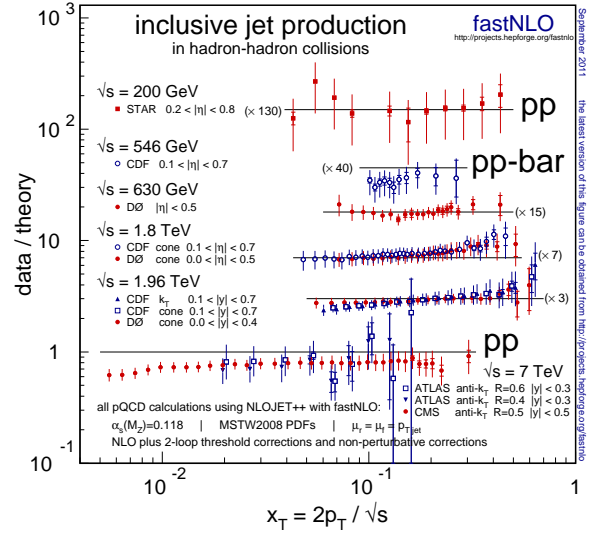 inclusive jet production
in hadron-hadron collisions
fastNLO
http://projects.hepforge.org/fastnlo
September 2011 the latest version of this figure can be obtained from http://projects.hepforge.org/fastnlo
data / theory
10³
10²
10
1
10⁻¹
√s = 200 GeV
STAR 0.2 < |η| < 0.8
(× 130)
pp
√s = 546 GeV
CDF 0.1 < |η| < 0.7
(× 40)
pp-bar
√s = 630 GeV
DØ |η| < 0.5
(× 15)
√s = 1.8 TeV
CDF cone 0.1 < |η| < 0.7
DØ cone 0.0 < |η| < 0.5
(× 7)
√s = 1.96 TeV
CDF k_T 0.1 < |y| < 0.7
CDF cone 0.1 < |y| < 0.7
DØ cone 0.0 < |y| < 0.4
(× 3)
pp
√s = 7 TeV
ATLAS anti-k_T R=0.6 |y| < 0.3
ATLAS anti-k_T R=0.4 |y| < 0.3
CMS anti-k_T R=0.5 |y| < 0.5
all pQCD calculations using NLOJET++ with fastNLO:
α_s(M_Z)=0.118 | MSTW2008 PDFs | μ_r = μ_f = p_T jet
NLO plus 2-loop threshold corrections and non-perturbative corrections
10⁻² 10⁻¹ 1
x_T = 2p_T / √s